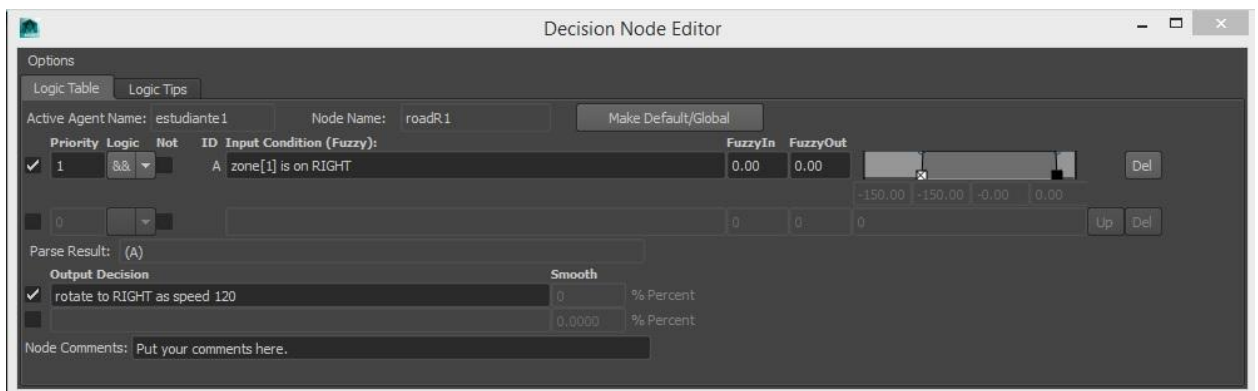 Decision Node Editor
Options
Logic Table Logic Tips
Active Agent Name: estudiante1 Node Name: roadR1 Make Default/Global
Priority Logic Not ID Input Condition (Fuzzy): FuzzyIn FuzzyOut
1 && A zone[1] is on RIGHT 0.00 0.00 Del
-150.00 -150.00 -0.00 0.00
0 0 0 0 Up Del
Parse Result: (A)
Output Decision Smooth
rotate to RIGHT as speed 120 0 % Percent
0.0000 % Percent
Node Comments: Put your comments here.